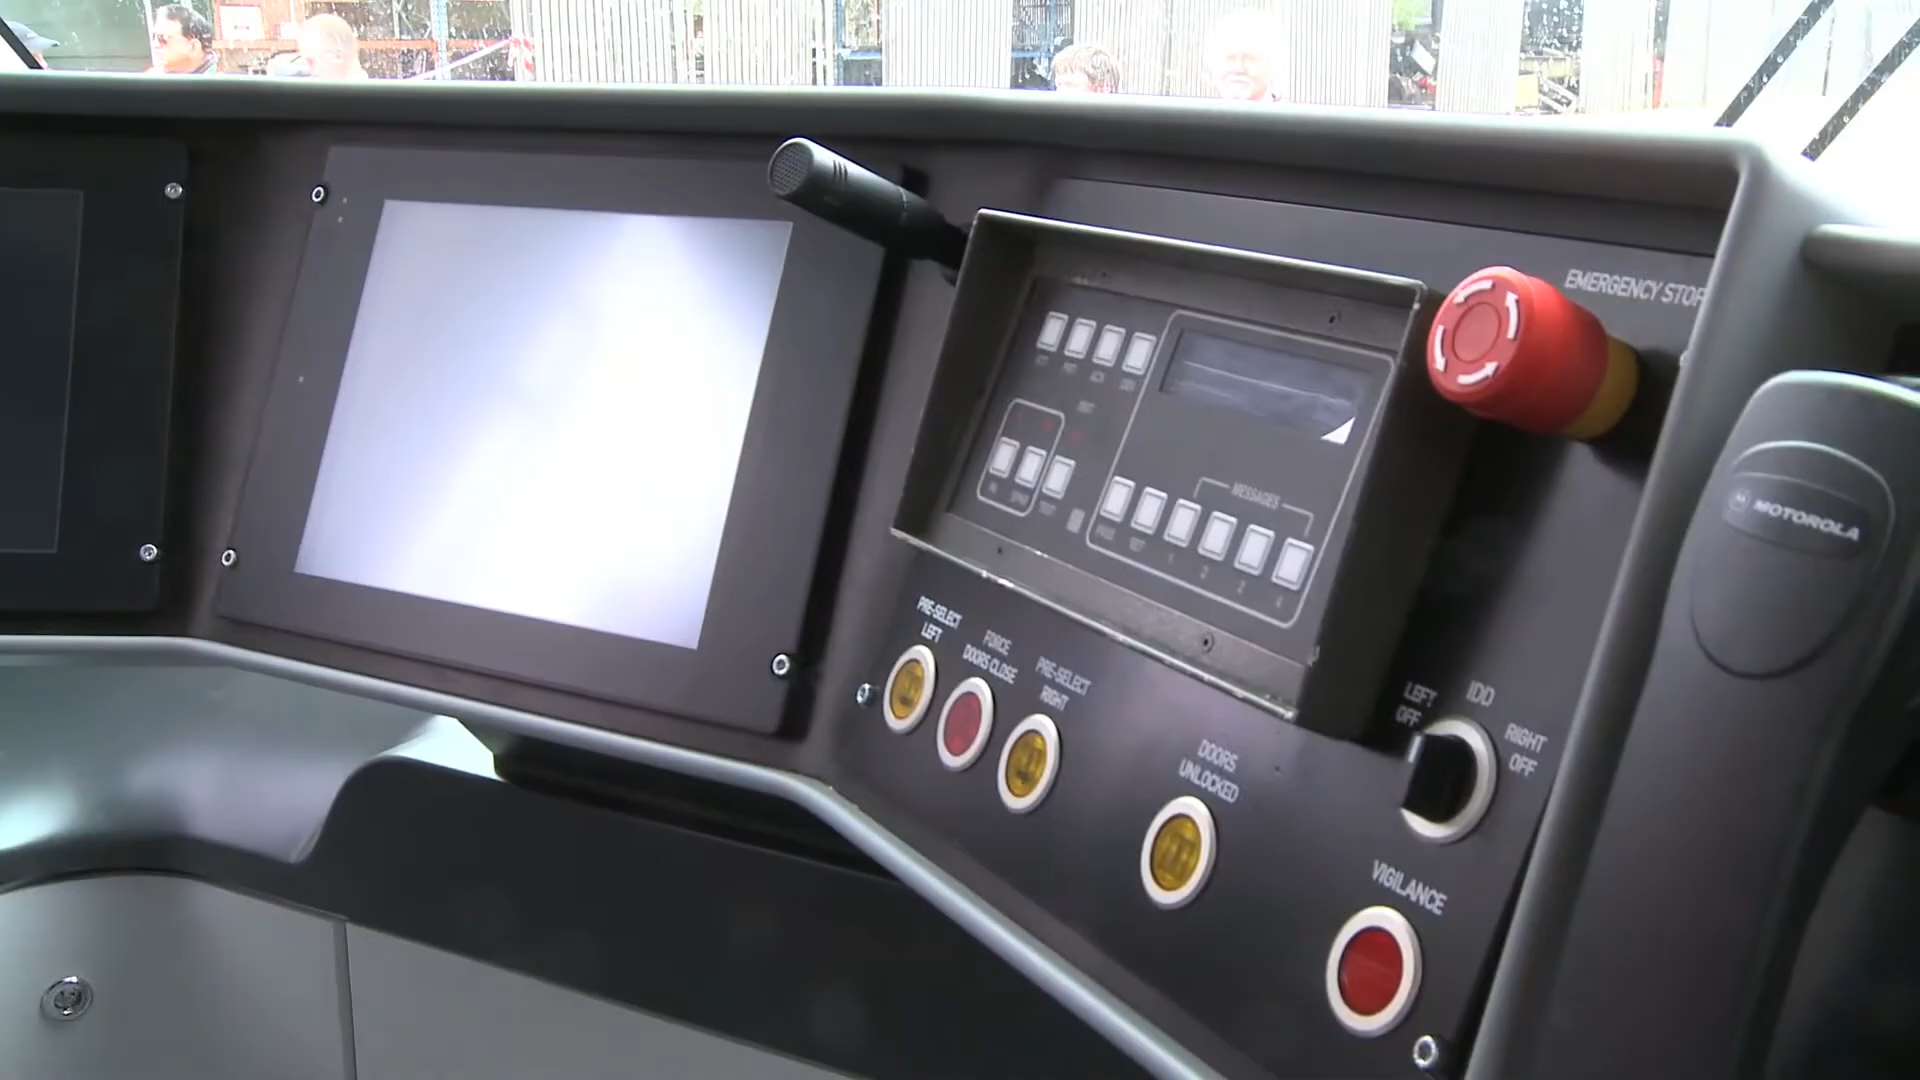 EMERGENCY STOP
MOTOROLA
MESSAGES
PRE-SELECT
LEFT
FORCE
DOORS CLOSE
PRE-SELECT
RIGHT
DOORS
UNLOCKED
LEFT
OFF
IDD
RIGHT
OFF
VIGILANCE